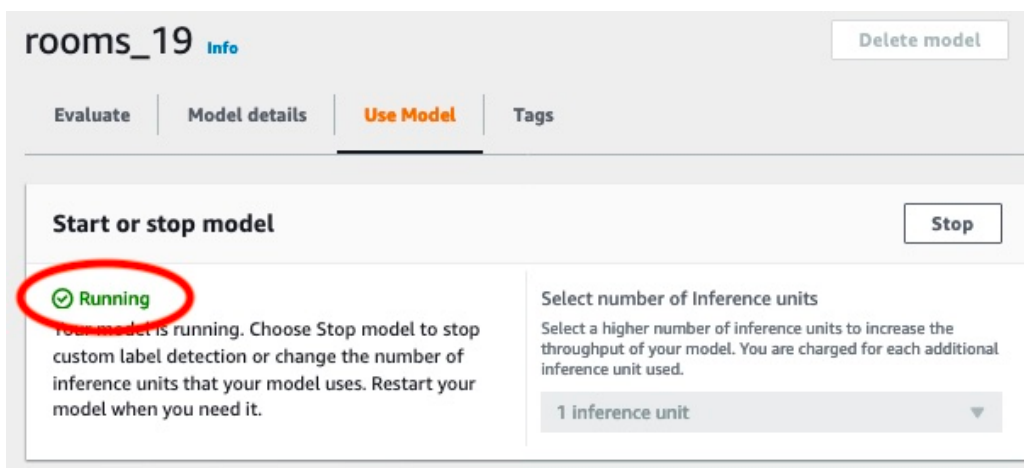 rooms_19 Info
Delete model
Evaluate
Model details
Use Model
Tags
Start or stop model
Stop
Running
Your model is running. Choose Stop model to stop
custom label detection or change the number of
inference units that your model uses. Restart your
model when you need it.
Select number of Inference units
Select a higher number of inference units to increase the
throughput of your model. You are charged for each additional
inference unit used.
1 inference unit